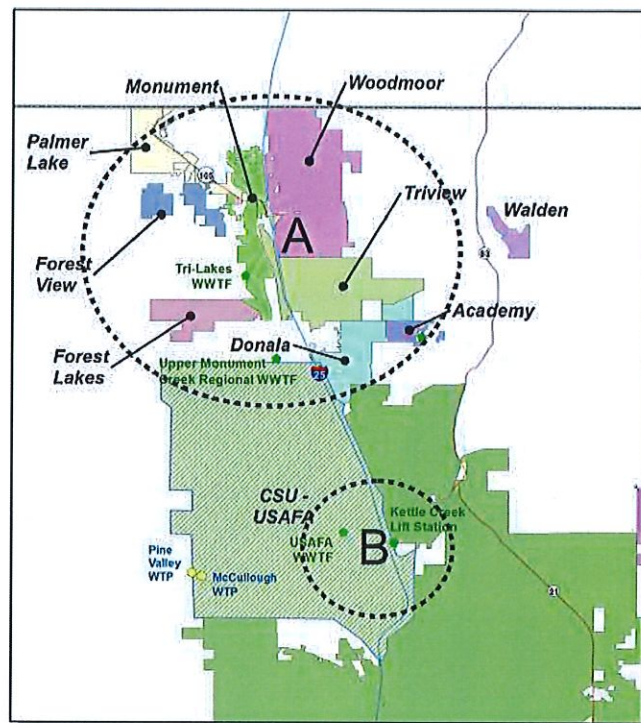 Monument
Woodmoor
Palmer
Lake
105
Triview
Walden
A
Forest
View
Tri-Lakes
WWTF
83
Academy
Donala
Forest
Lakes
Upper Monument
Creek Regional WWTF
25
CSU -
USAFA
Kettle Creek
Lift Station
USAFA
WWTF
B
Pine
Valley
WTP
McCullough
WTP
21